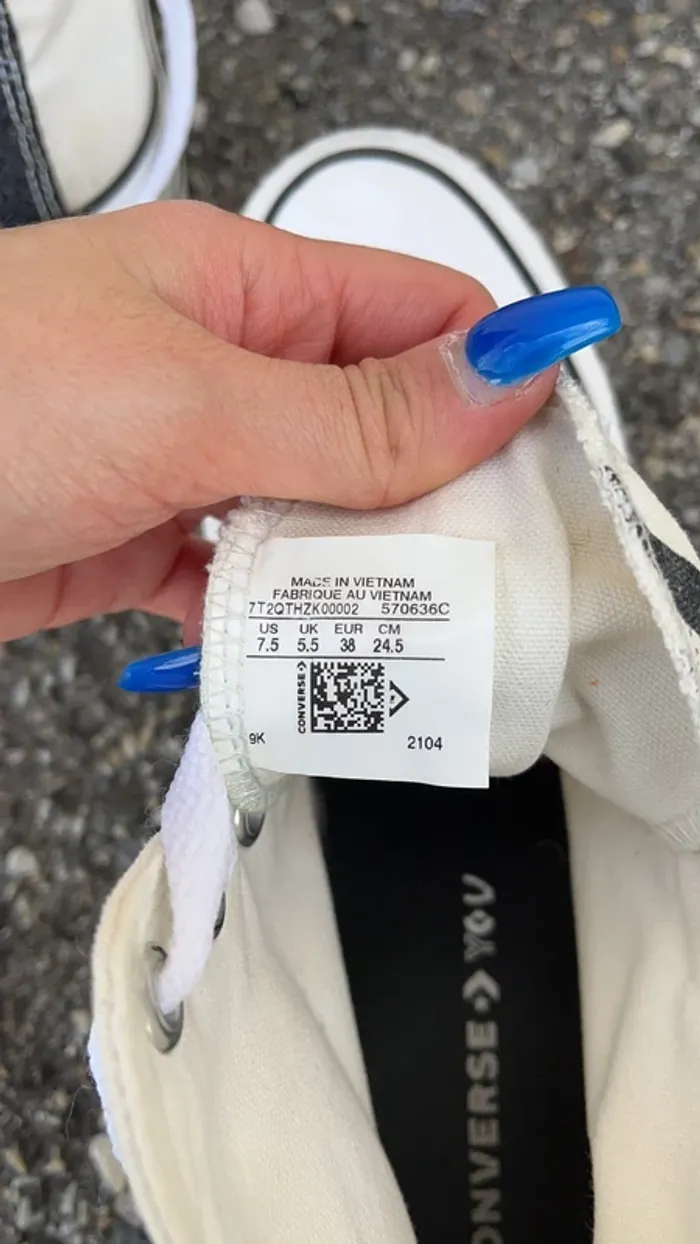 MADE IN VIETNAM
FABRIQUE AU VIETNAM
7T2QTHZK00002 570636C
US UK EUR CM
7.5 5.5 38 24.5
CONVERSE
9K 2104
ONVERSE YOU